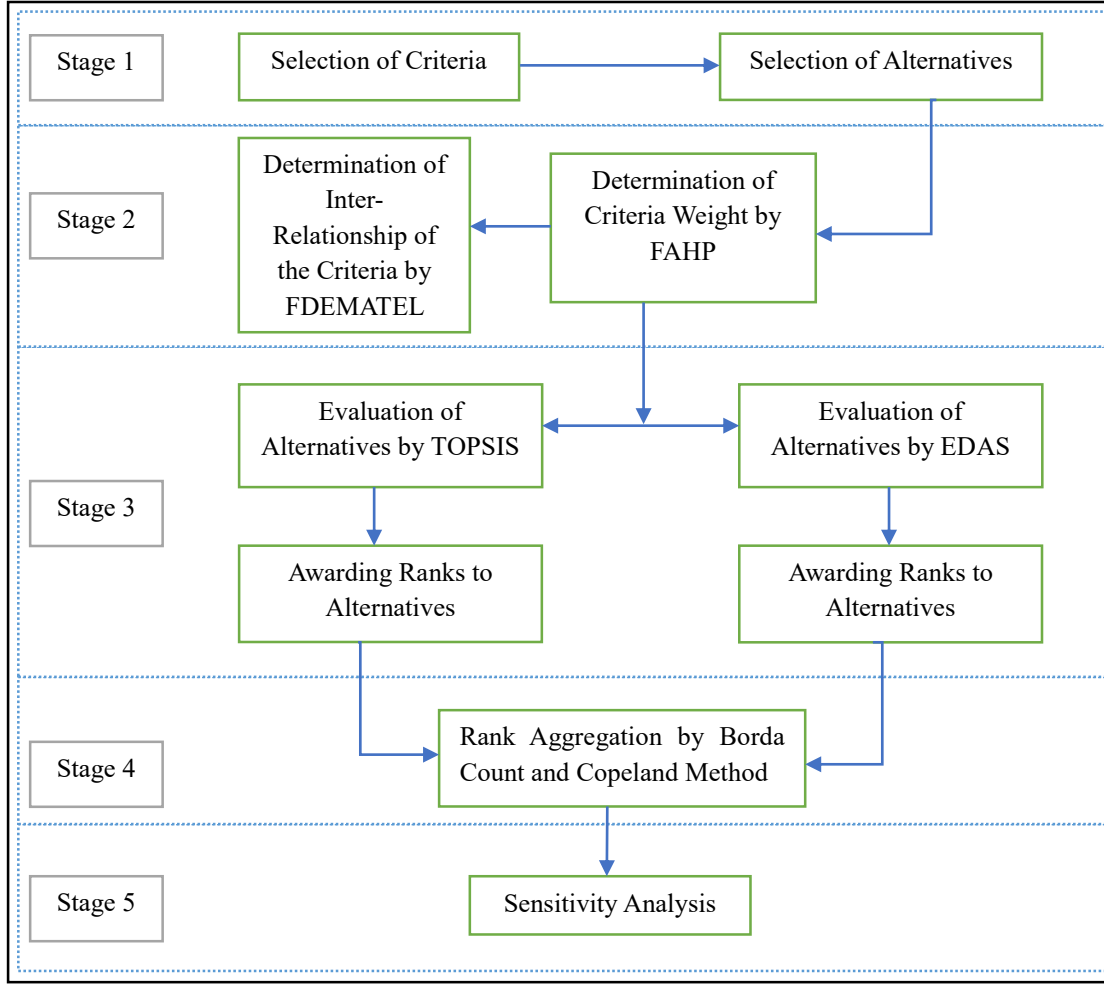 Stage 1
Selection of Criteria
Selection of Alternatives
Stage 2
Determination of
Inter-
Relationship of
the Criteria by
FDEMATEL
Determination of
Criteria Weight by
FAHP
Stage 3
Evaluation of
Alternatives by TOPSIS
Evaluation of
Alternatives by EDAS
Awarding Ranks to
Alternatives
Awarding Ranks to
Alternatives
Stage 4
Rank Aggregation by Borda
Count and Copeland Method
Stage 5
Sensitivity Analysis